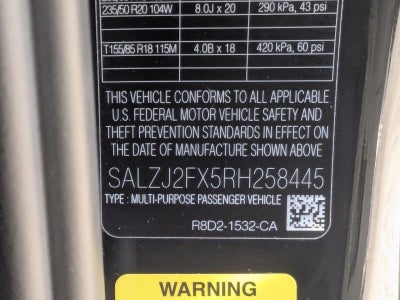 235/50 R20 104W 8.0J x 20 290 kPa, 43 psi
T155/85 R18 115M 4.0B x 18 420 kPa, 60 psi
THIS VEHICLE CONFORMS TO ALL APPLICABLE
U.S. FEDERAL MOTOR VEHICLE SAFETY AND
THEFT PREVENTION STANDARDS IN EFFECT ON
THE DATE OF MANUFACTURE SHOWN ABOVE
SALZJ2FX5RH258445
TYPE : MULTI-PURPOSE PASSENGER VEHICLE
R8D2-1532-CA
WARNING